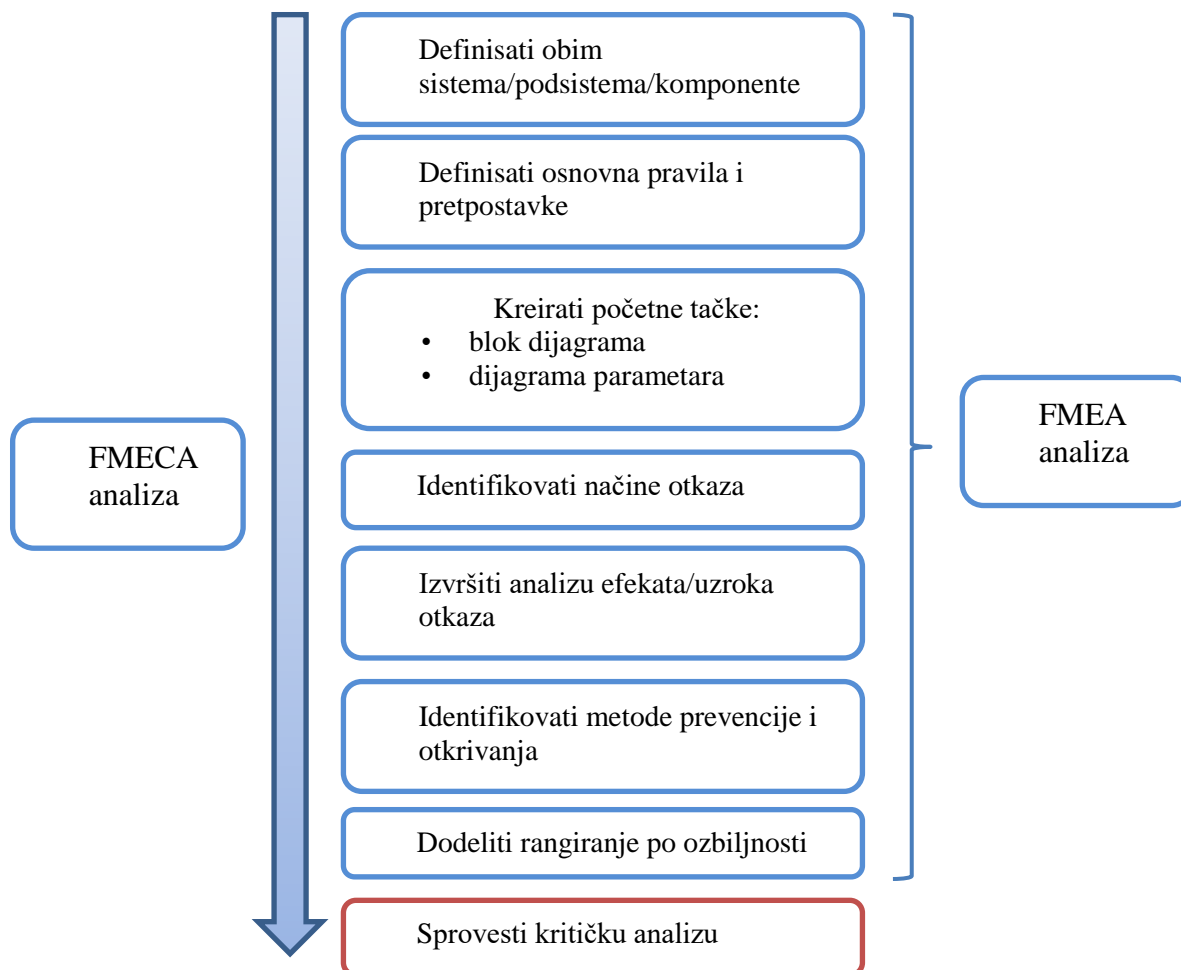 Definisati obim
sistema/podsistema/komponente
Definisati osnovna pravila i
pretpostavke
Kreirati početne tačke:
• blok dijagrama
• dijagrama parametara
FMECA
analiza
FMEA
analiza
Identifikovati načine otkaza
Izvršiti analizu efekata/uzroka
otkaza
Identifikovati metode prevencije i
otkrivanja
Dodeliti rangiranje po ozbiljnosti
Sprovesti kritičku analizu